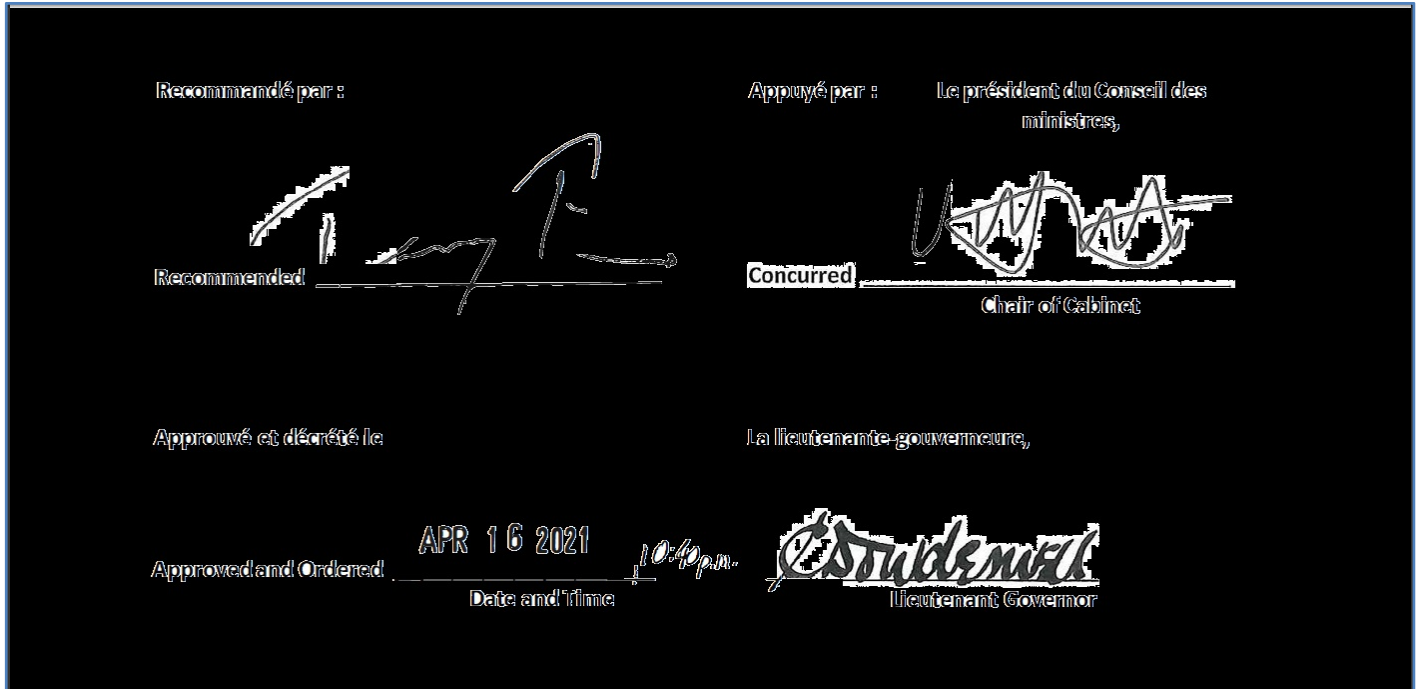 Recommandé par :
Appuyé par : Le président du Conseil des
ministres,
Recommended
Concurred
Chair of Cabinet
Approuvé et décrété le
La lieutenante-gouverneure,
APR 16 2021 10:40 p.m.
Approved and Ordered
Date and Time
Lieutenant Governor